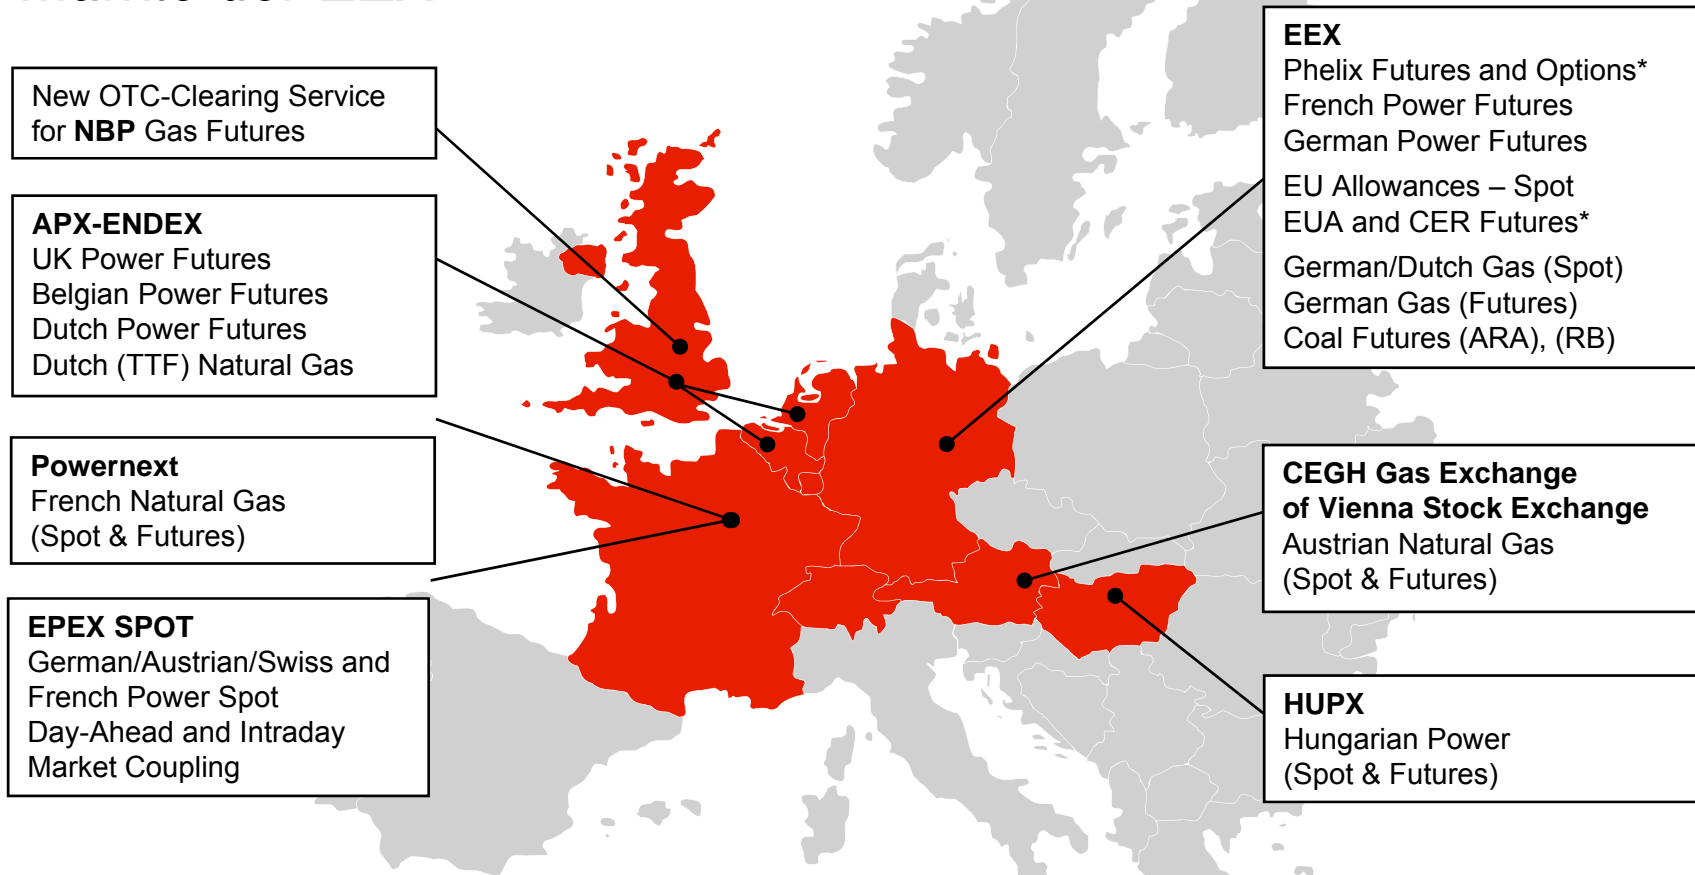 New OTC-Clearing Service
for NBP Gas Futures
APX-ENDEX
UK Power Futures
Belgian Power Futures
Dutch Power Futures
Dutch (TTF) Natural Gas
Powernext
French Natural Gas
(Spot & Futures)
EPEX SPOT
German/Austrian/Swiss and
French Power Spot
Day-Ahead and Intraday
Market Coupling
EEX
Phelix Futures and Options*
French Power Futures
German Power Futures
EU Allowances – Spot
EUA and CER Futures*
German/Dutch Gas (Spot)
German Gas (Futures)
Coal Futures (ARA), (RB)
CEGH Gas Exchange
of Vienna Stock Exchange
Austrian Natural Gas
(Spot & Futures)
HUPX
Hungarian Power
(Spot & Futures)